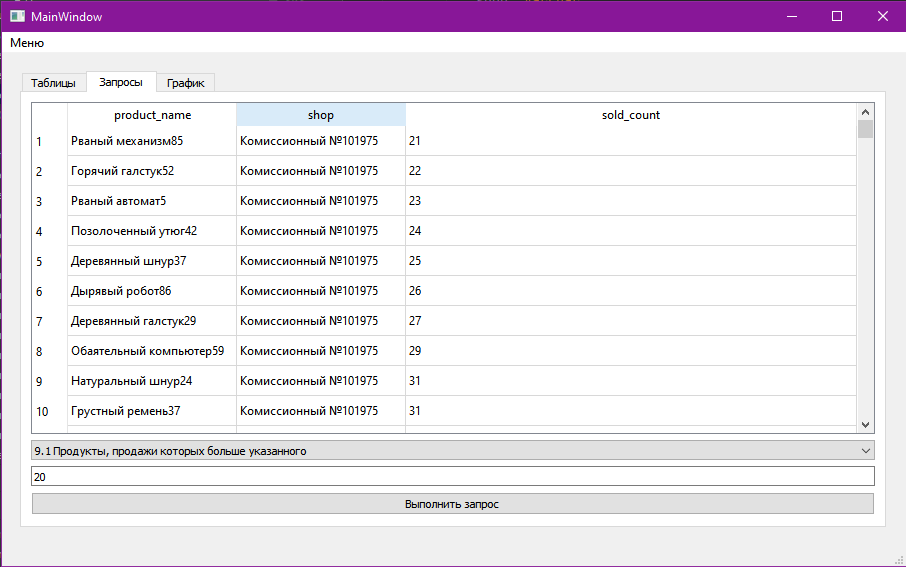 MainWindow
Меню
Таблицы Запросы График
product_name shop sold_count
1 Рваный механизм85 Комиссионный №101975 21
2 Горячий галстук52 Комиссионный №101975 22
3 Рваный автомат5 Комиссионный №101975 23
4 Позолоченный утюг42 Комиссионный №101975 24
5 Деревянный шнур37 Комиссионный №101975 25
6 Дырявый робот86 Комиссионный №101975 26
7 Деревянный галстук29 Комиссионный №101975 27
8 Обаятельный компьютер59 Комиссионный №101975 29
9 Натуральный шнур24 Комиссионный №101975 31
10 Грустный ремень37 Комиссионный №101975 31
9.1 Продукты, продажи которых больше указанного
20
Выполнить запрос